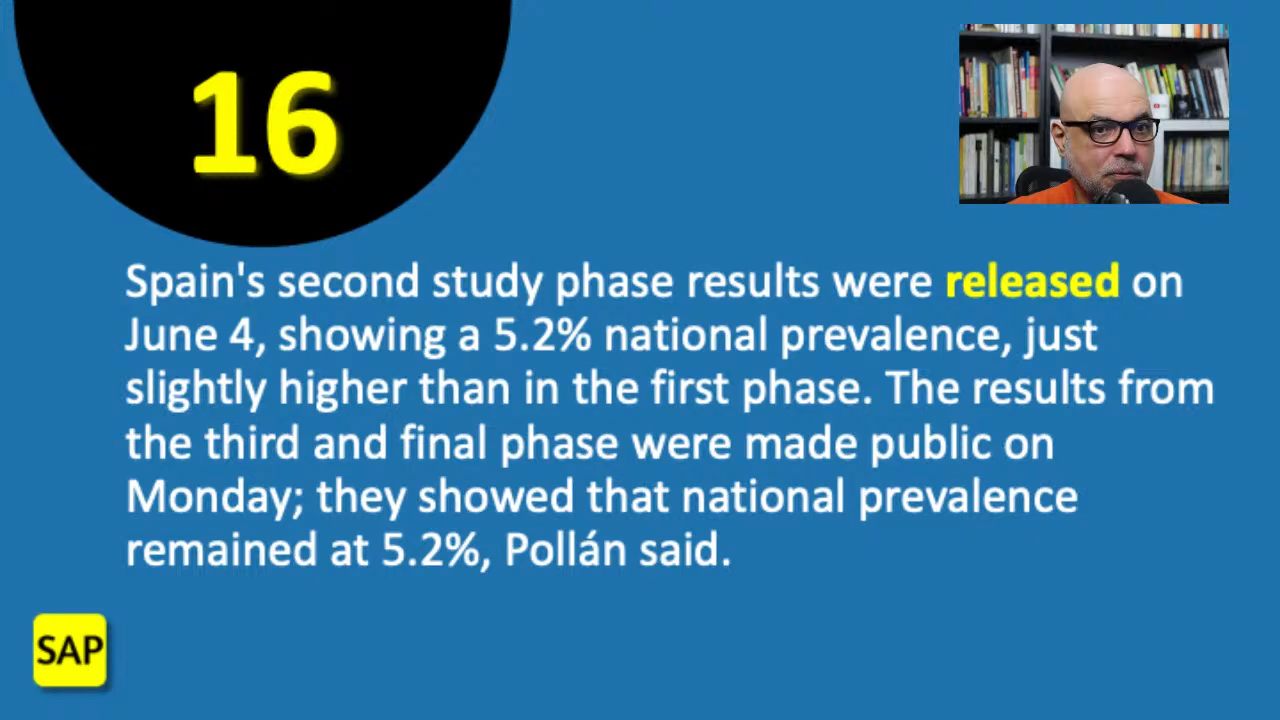 16
Spain's second study phase results were released on
June 4, showing a 5.2% national prevalence, just
slightly higher than in the first phase. The results from
the third and final phase were made public on
Monday; they showed that national prevalence
remained at 5.2%, Pollán said.
SAP